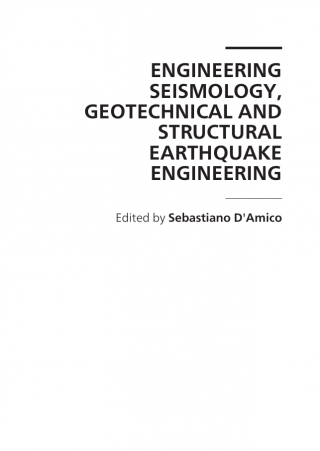 ENGINEERING
SEISMOLOGY,
GEOTECHNICAL AND
STRUCTURAL
EARTHQUAKE
ENGINEERING
Edited by Sebastiano D'Amico